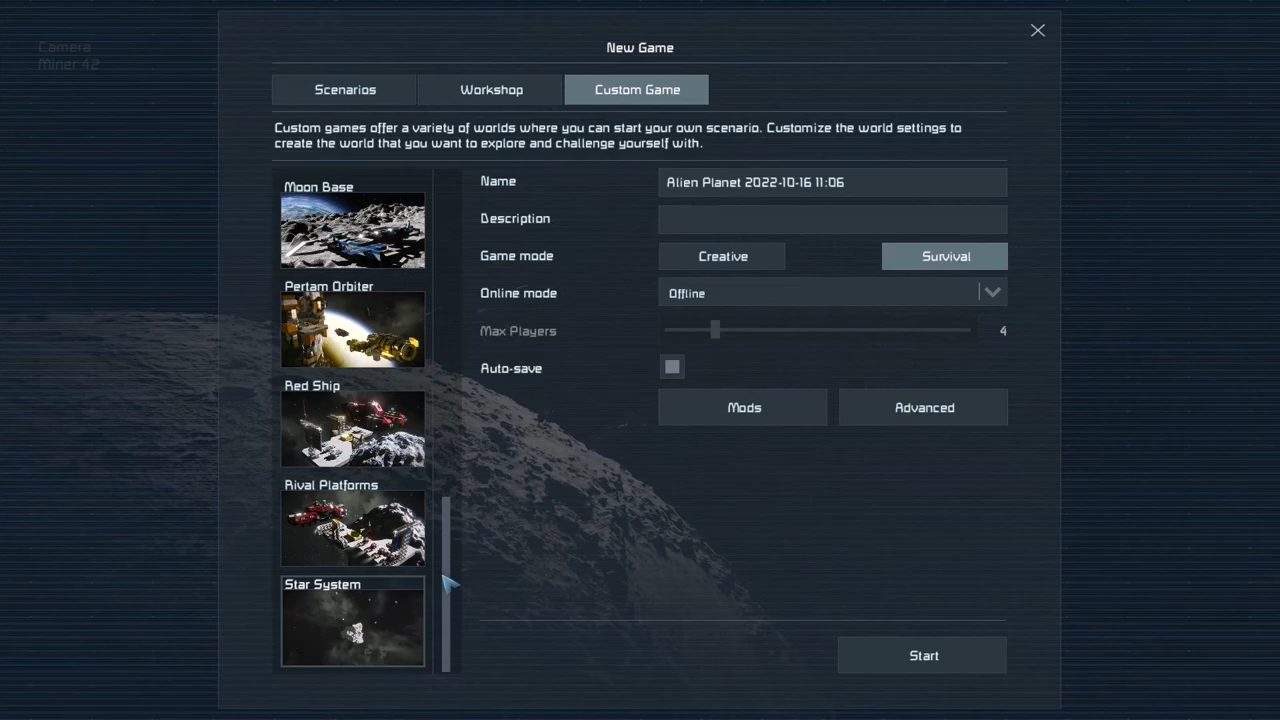 Camera
Miner 42
New Game
Scenarios
Workshop
Custom Game
Custom games offer a variety of worlds where you can start your own scenario. Customize the world settings to
create the world that you want to explore and challenge yourself with.
Moon Base
Pertam Orbiter
Red Ship
Rival Platforms
Star System
Name
Alien Planet 2022-10-16 11:06
Description
Game mode
Creative
Survival
Online mode
Offline
Max Players
4
Auto-save
Mods
Advanced
Start